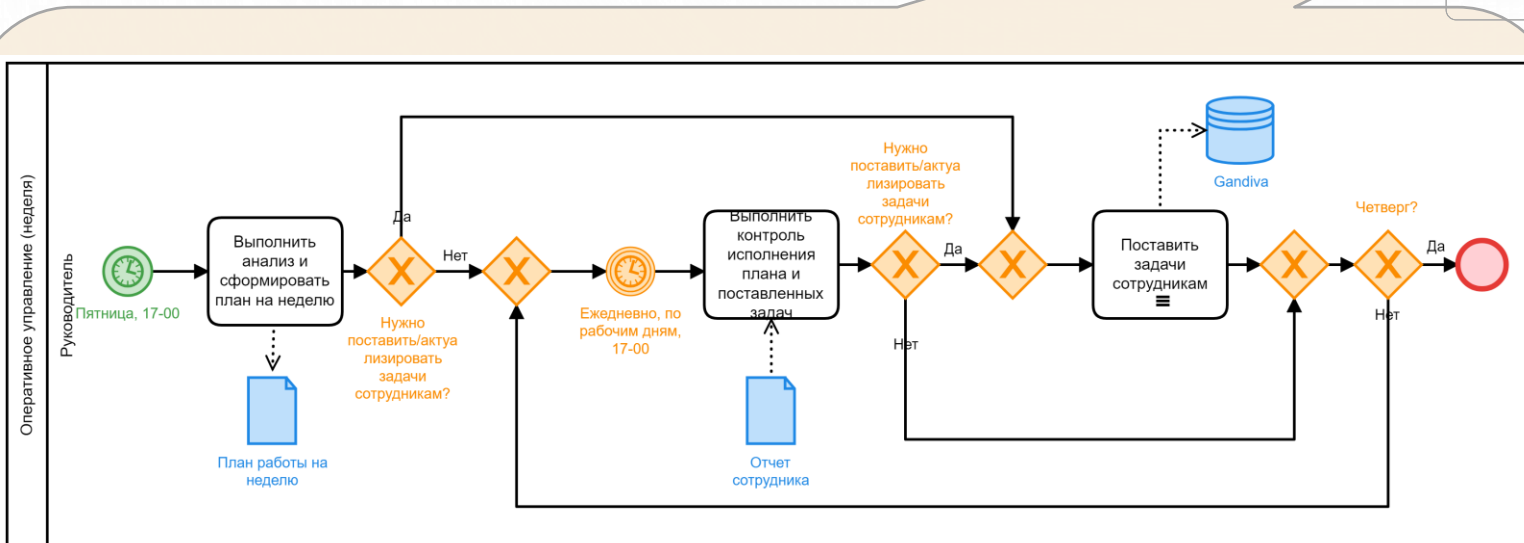 Оперативное управление (неделя)
Руководитель
Пятница, 17-00
Выполнить
анализ и
сформировать
план на неделю
План работы на
неделю
Да
Нет
Нужно
поставить/актуа
лизировать
задачи
сотрудникам?
Ежедневно, по
рабочим дням,
17-00
Выполнить
контроль
исполнения
плана и
поставленных
задач
Отчет
сотрудника
Нужно
поставить/актуа
лизировать
задачи
сотрудникам?
Да
Нет
Поставить
задачи
сотрудникам
Gandiva
Четверг?
Да
Нет